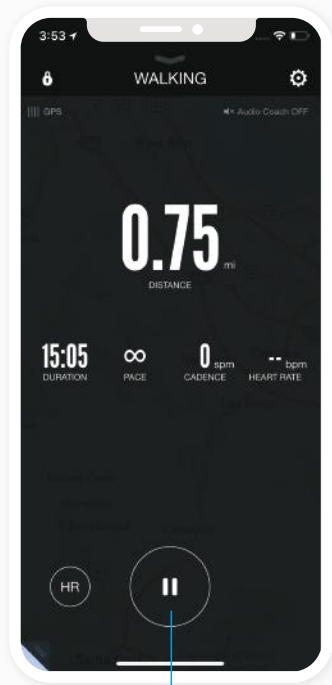 3:53
WALKING
GPS
Audio Coach OFF
0.75 mi
DISTANCE
15:05 ∞ 0 spm -- bpm
DURATION PACE CADENCE HEART RATE
HR